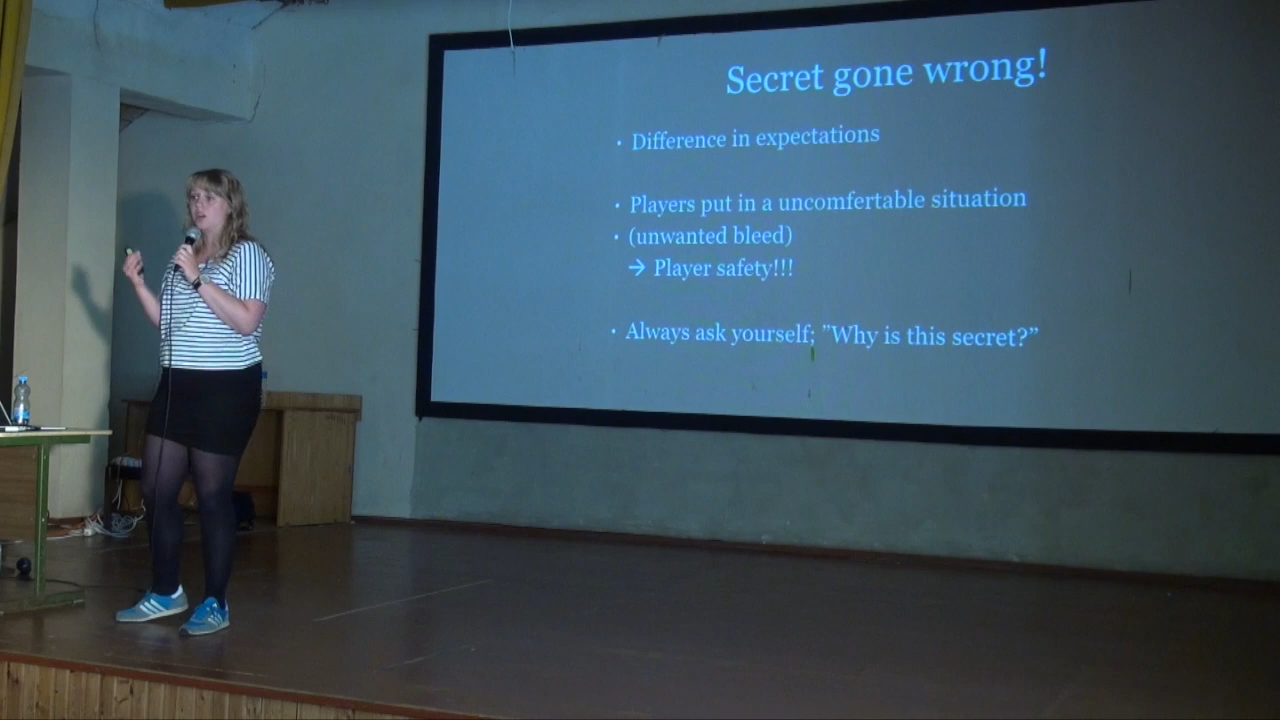 Secret gone wrong!
• Difference in expectations
• Players put in a uncomfertable situation
• (unwanted bleed)
→ Player safety!!!
• Always ask yourself; ”Why is this secret?”